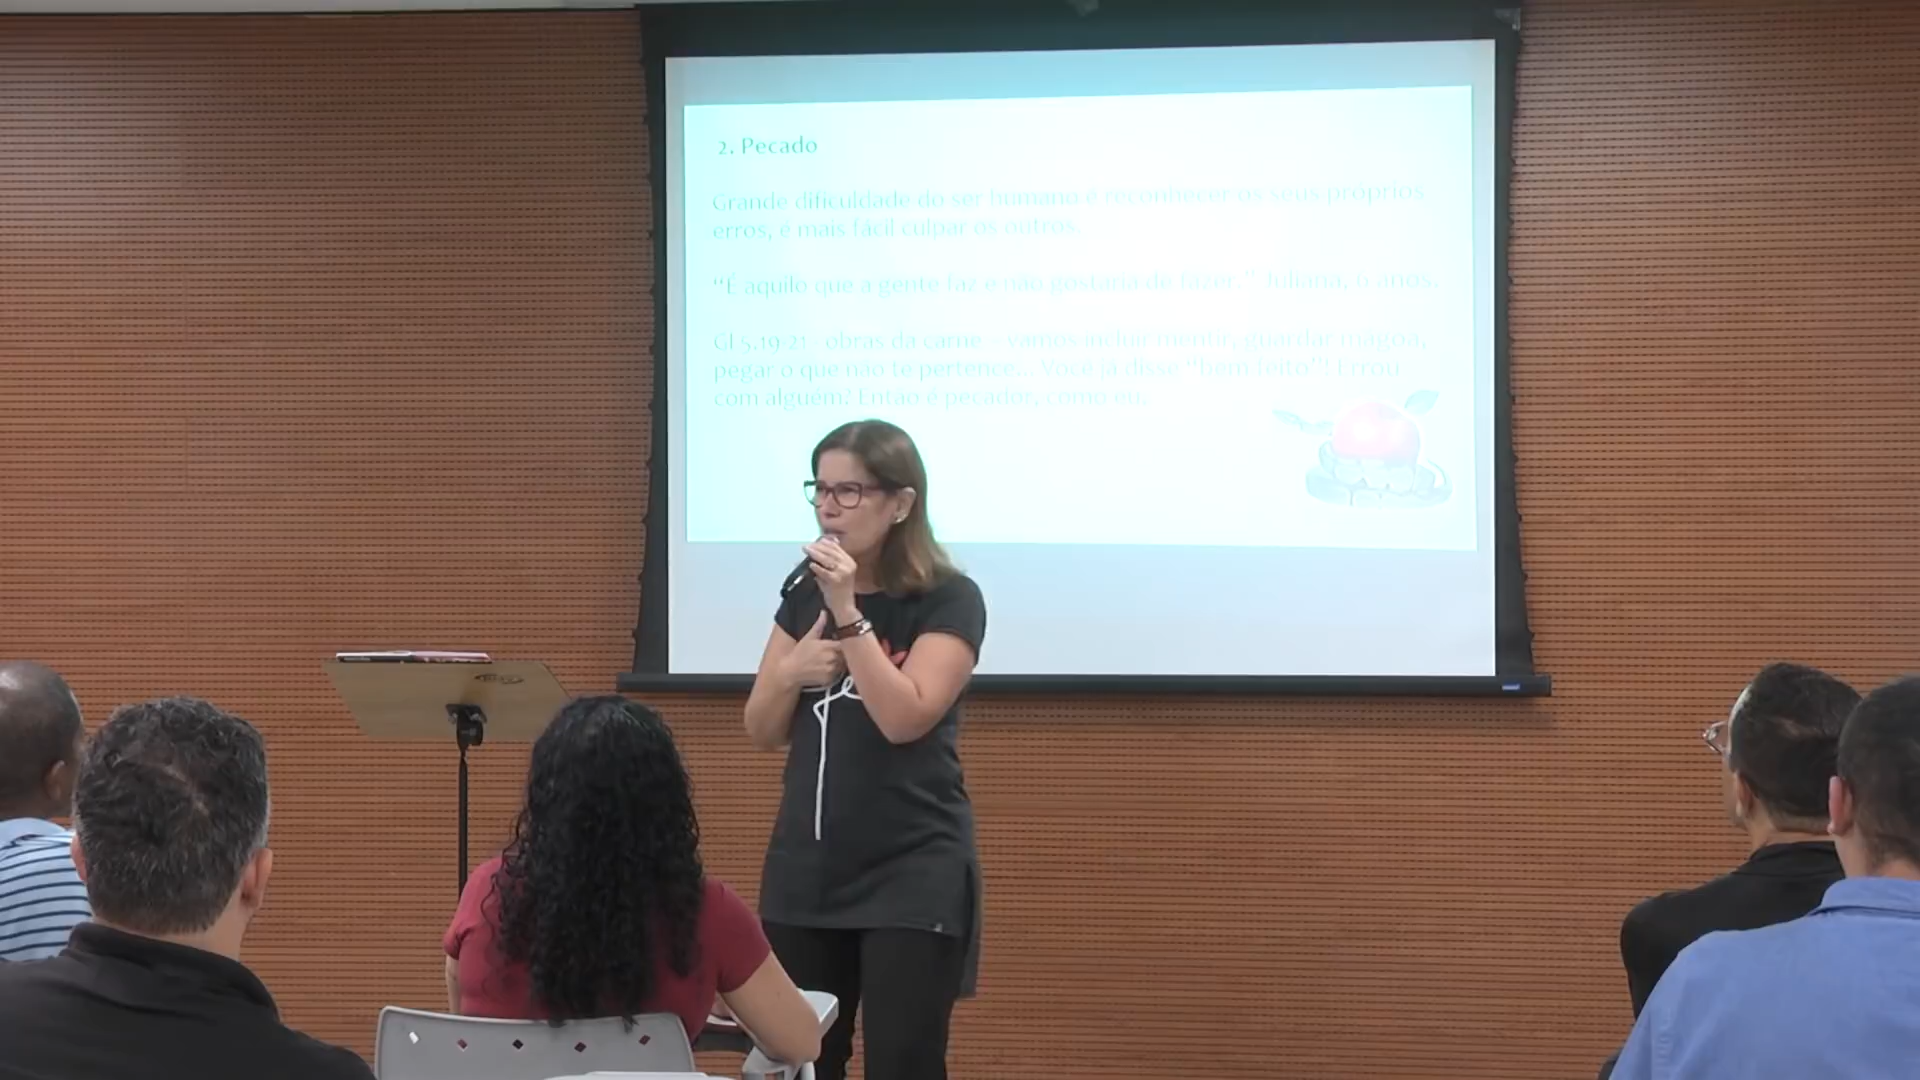 2. Pecado
Grande dificuldade do ser humano é reconhecer os seus próprios
erros, é mais fácil culpar os outros.
“É aquilo que a gente faz e não gostaria de fazer.” Juliana, 6 anos.
Gl 5.19-21 - obras da carne – vamos incluir mentir, guardar mágoa,
pegar o que não te pertence... Você já disse “bem feito”! Errou
com alguém? Então é pecador, como eu.